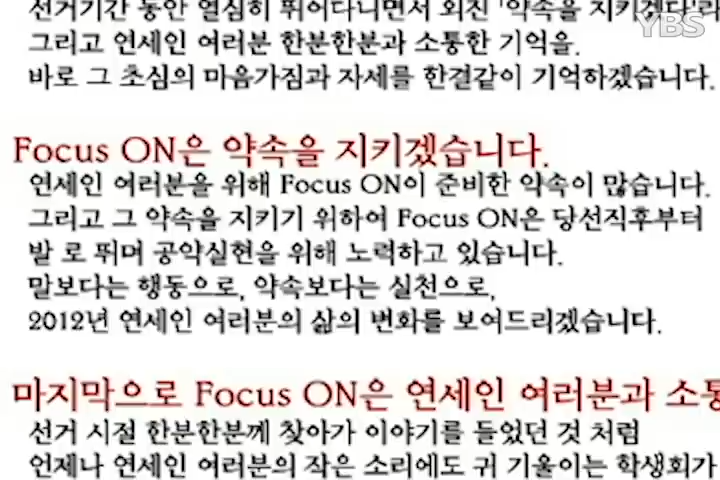 선거기간 동안 열심히 뛰어다니면서 외친 '약속을 지키겠다'라
YBS
그리고 연세인 여러분 한분한분과 소통한 기억을.
바로 그 초심의 마음가짐과 자세를 한결같이 기억하겠습니다.
Focus ON은 약속을 지키겠습니다.
연세인 여러분을 위해 Focus ON이 준비한 약속이 많습니다.
그리고 그 약속을 지키기 위하여 Focus ON은 당선직후부터
발 로 뛰며 공약실현을 위해 노력하고 있습니다.
말보다는 행동으로, 약속보다는 실천으로,
2012년 연세인 여러분의 삶의 변화를 보여드리겠습니다.
마지막으로 Focus ON은 연세인 여러분과 소통
선거 시절 한분한분께 찾아가 이야기를 들었던 것 처럼
언제나 연세인 여러분의 작은 소리에도 귀 기울이는 학생회가